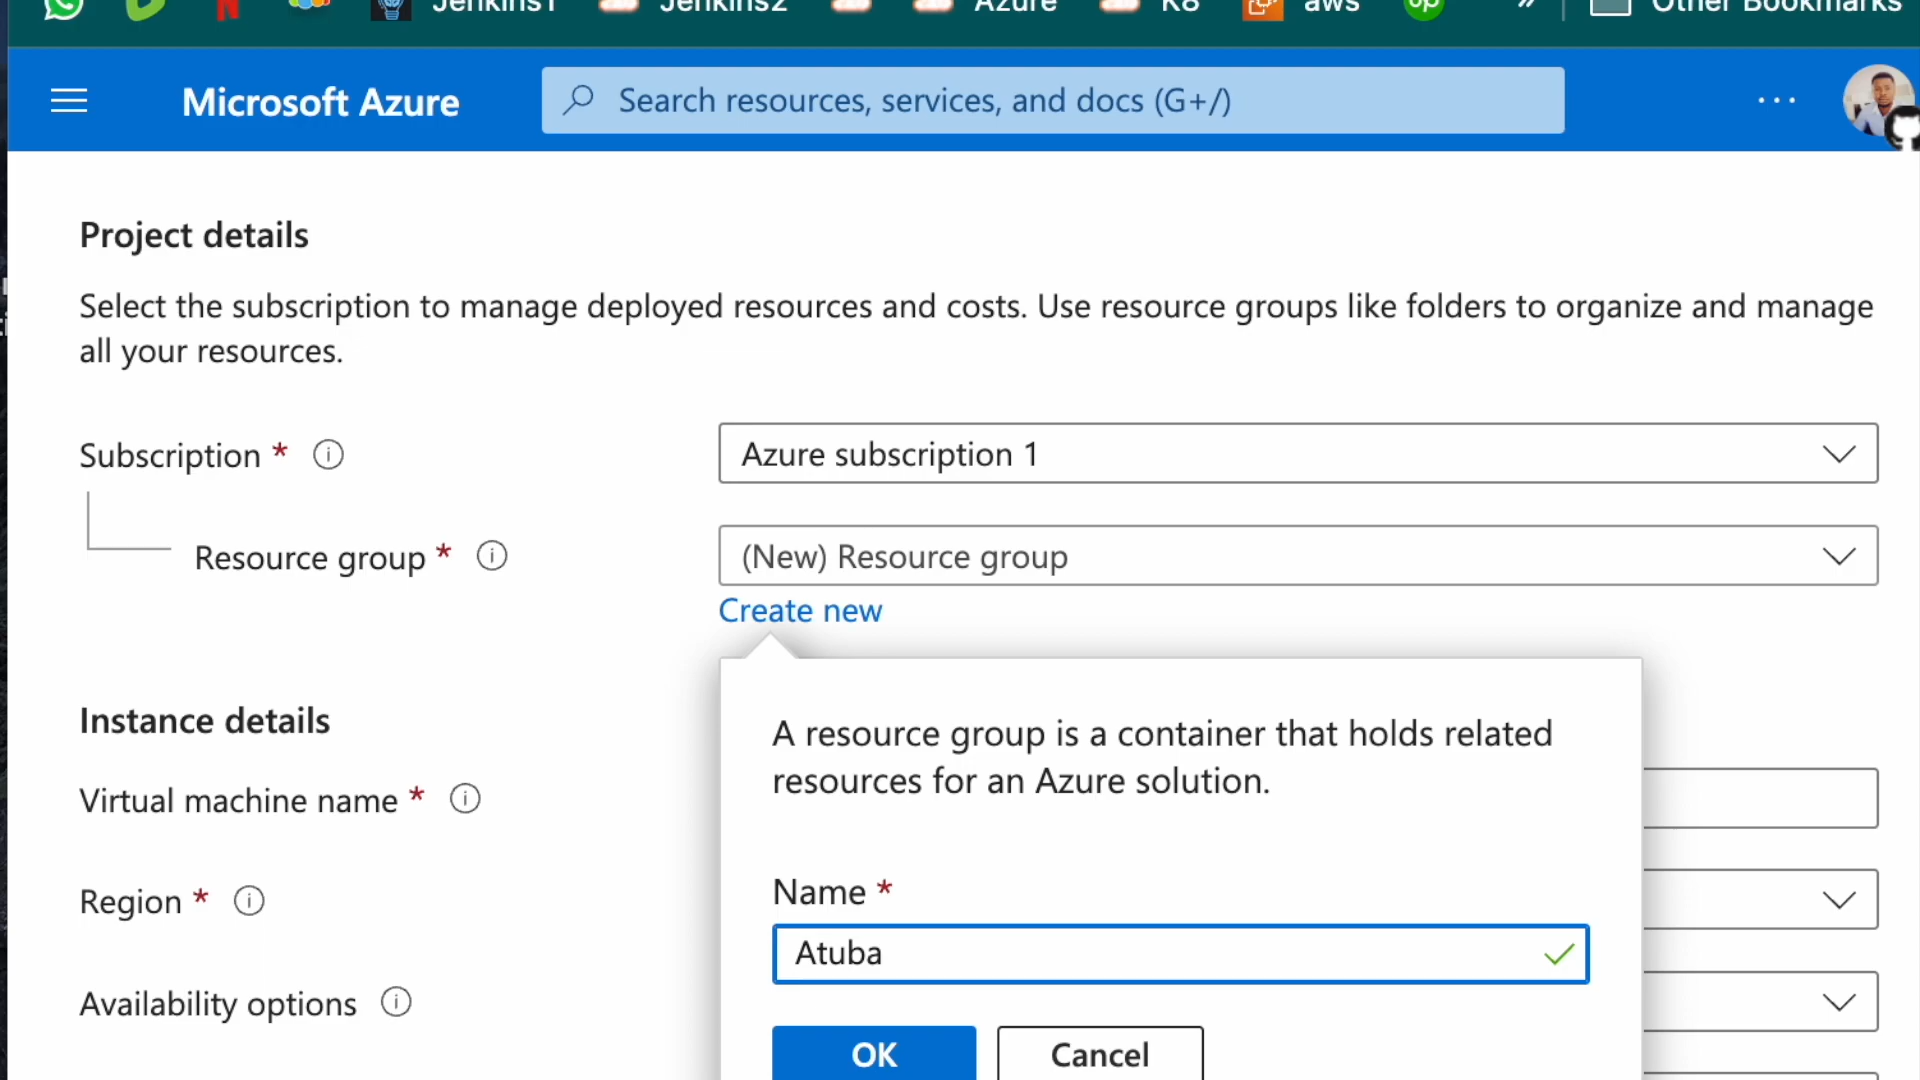 Jenkins1 Jenkins2 Azure K8 aws up » Other Bookmarks
Microsoft Azure Search resources, services, and docs (G+/) ...
Project details
Select the subscription to manage deployed resources and costs. Use resource groups like folders to organize and manage
all your resources.
Subscription * Azure subscription 1
Resource group * (New) Resource group
Create new
A resource group is a container that holds related
resources for an Azure solution.
Instance details
Virtual machine name *
Region *
Availability options
Name *
Atuba
OK Cancel